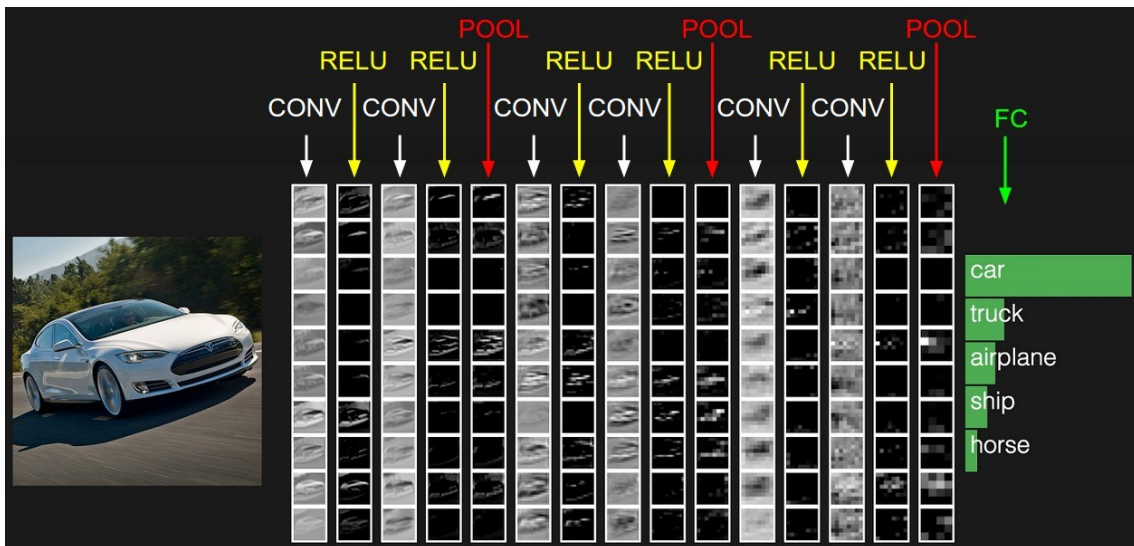 POOL POOL POOL
RELU RELU RELU RELU RELU RELU
CONV CONV CONV CONV CONV CONV
FC
car
truck
airplane
ship
horse